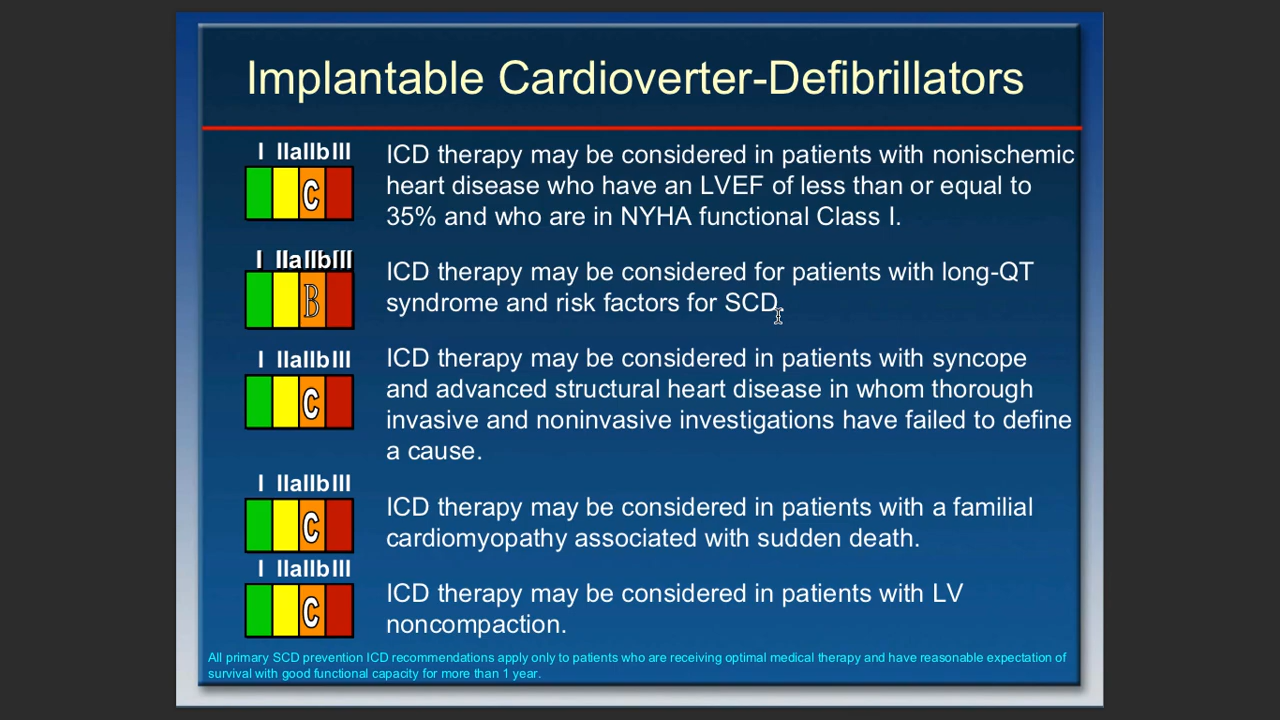 Implantable Cardioverter-Defibrillators
I IIaIIbIII
C
ICD therapy may be considered in patients with nonischemic
heart disease who have an LVEF of less than or equal to
35% and who are in NYHA functional Class I.
I IIaIIbIII
B
ICD therapy may be considered for patients with long-QT
syndrome and risk factors for SCD.
I IIaIIbIII
C
ICD therapy may be considered in patients with syncope
and advanced structural heart disease in whom thorough
invasive and noninvasive investigations have failed to define
a cause.
I IIaIIbIII
C
ICD therapy may be considered in patients with a familial
cardiomyopathy associated with sudden death.
I IIaIIbIII
C
ICD therapy may be considered in patients with LV
noncompaction.
All primary SCD prevention ICD recommendations apply only to patients who are receiving optimal medical therapy and have reasonable expectation of
survival with good functional capacity for more than 1 year.